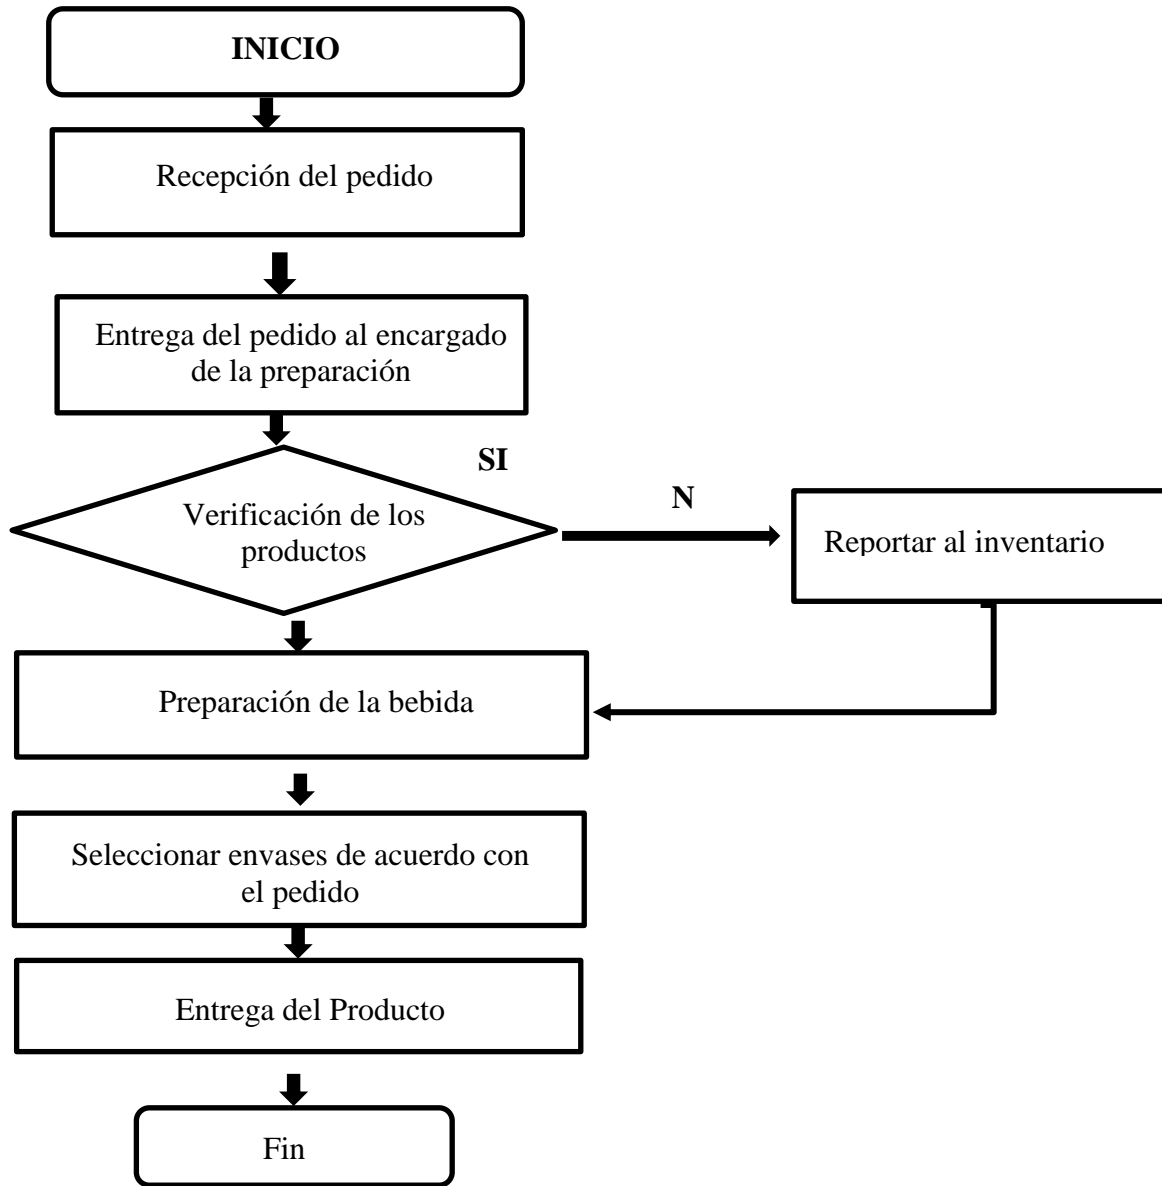 INICIO
Recepción del pedido
Entrega del pedido al encargado
de la preparación
SI
N
Verificación de los
productos
Reportar al inventario
Preparación de la bebida
Seleccionar envases de acuerdo con
el pedido
Entrega del Producto
Fin